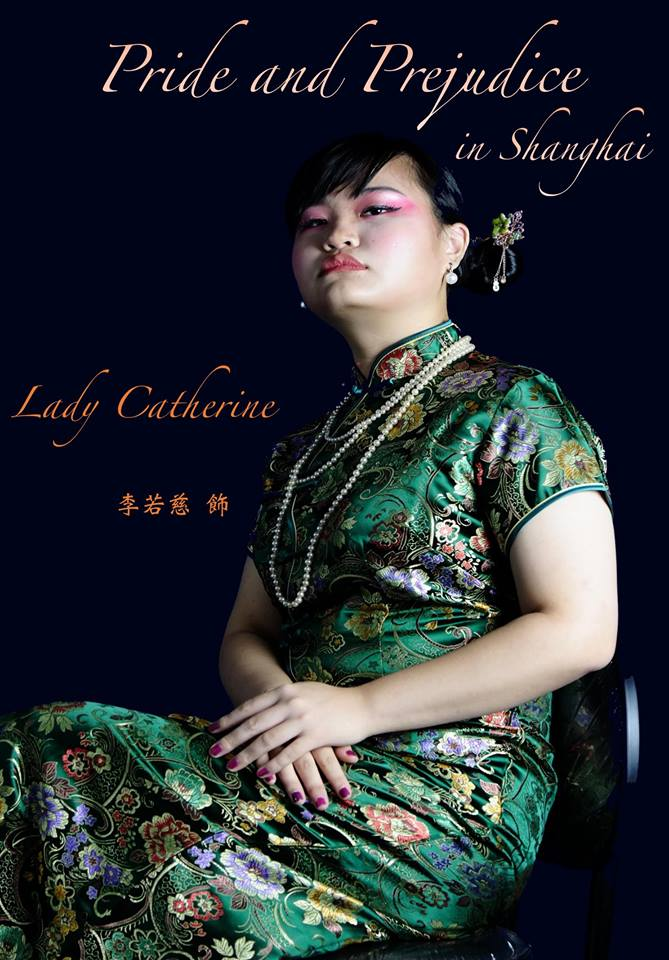 Pride and Prejudice
in Shanghai
Lady Catherine
李若慈 飾